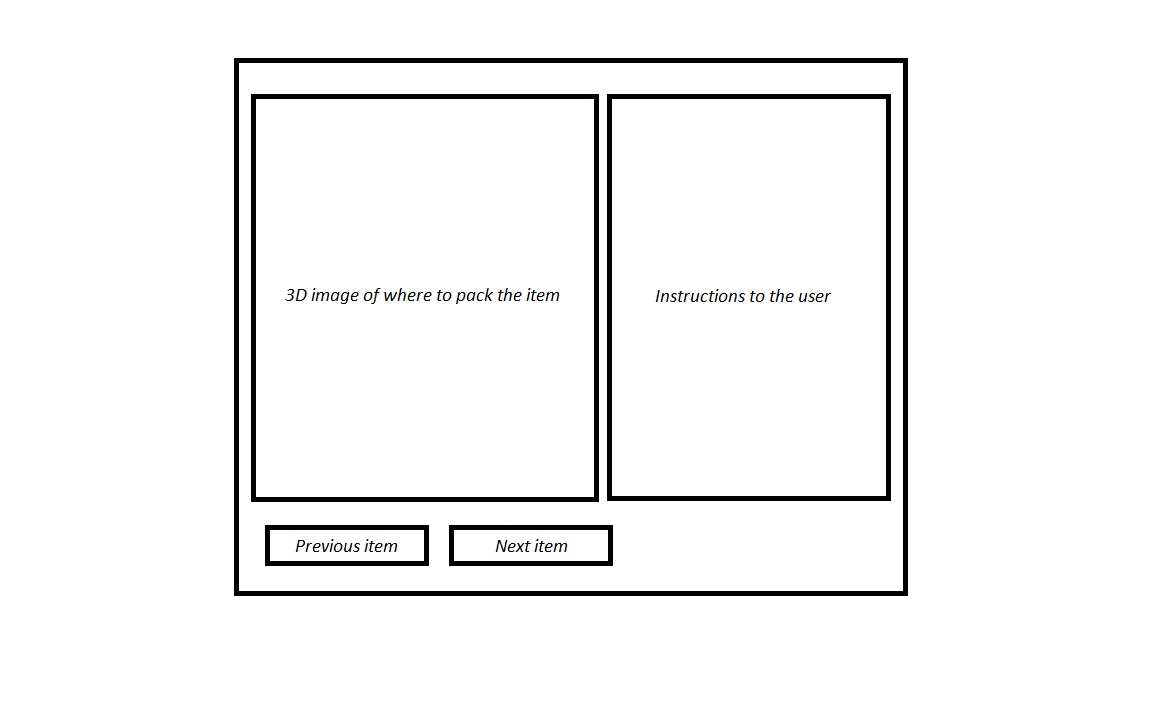 3D image of where to pack the item
Instructions to the user
Previous item
Next item